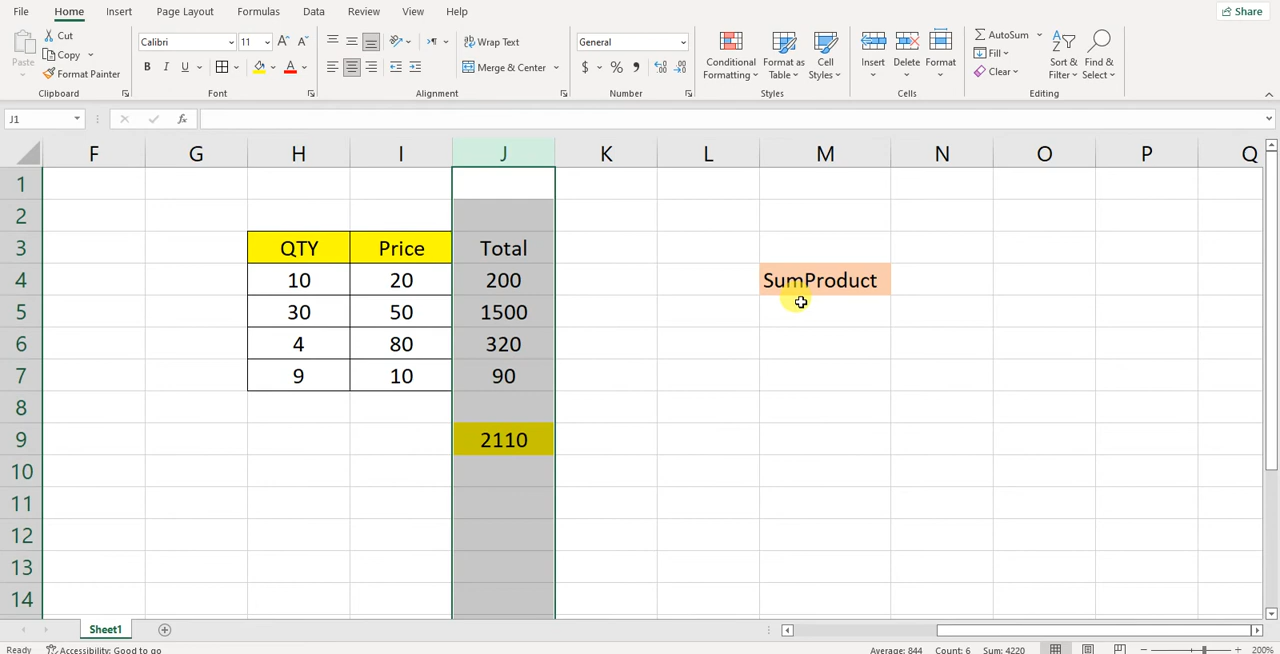 File Home Insert Page Layout Formulas Data Review View Help Share
Paste Cut Copy Format Painter Clipboard
Calibri 11 A A B I U A Font
Wrap Text Merge & Center Alignment
General $ % Number
Conditional Formatting Format as Table Cell Styles Styles
Insert Delete Format Cells
AutoSum Fill Clear Sort & Filter Find & Select Editing
J1 fx
F G H I J K L M N O P Q
1
2
3 QTY Price Total
4 10 20 200 SumProduct
5 30 50 1500
6 4 80 320
7 9 10 90
8
9 2110
10
11
12
13
14
Sheet1
Ready Accessibility: Good to go Average: 844 Count: 6 Sum: 4220 200%